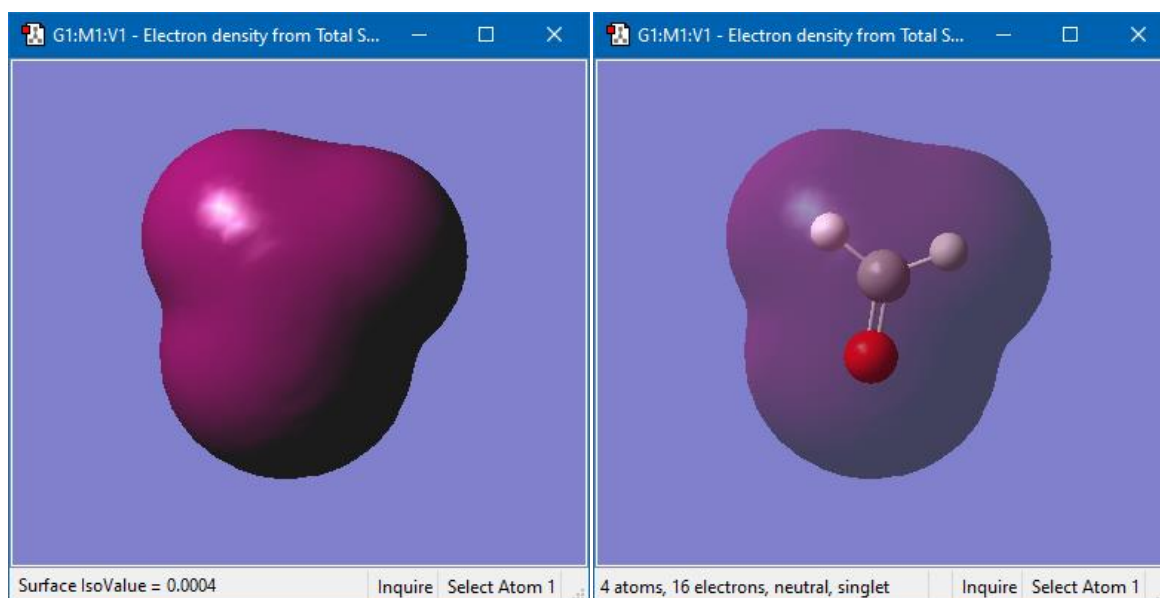 G1:M1:V1 - Electron density from Total S...
G1:M1:V1 - Electron density from Total S...
Surface IsoValue = 0.0004 Inquire Select Atom 1
4 atoms, 16 electrons, neutral, singlet Inquire Select Atom 1